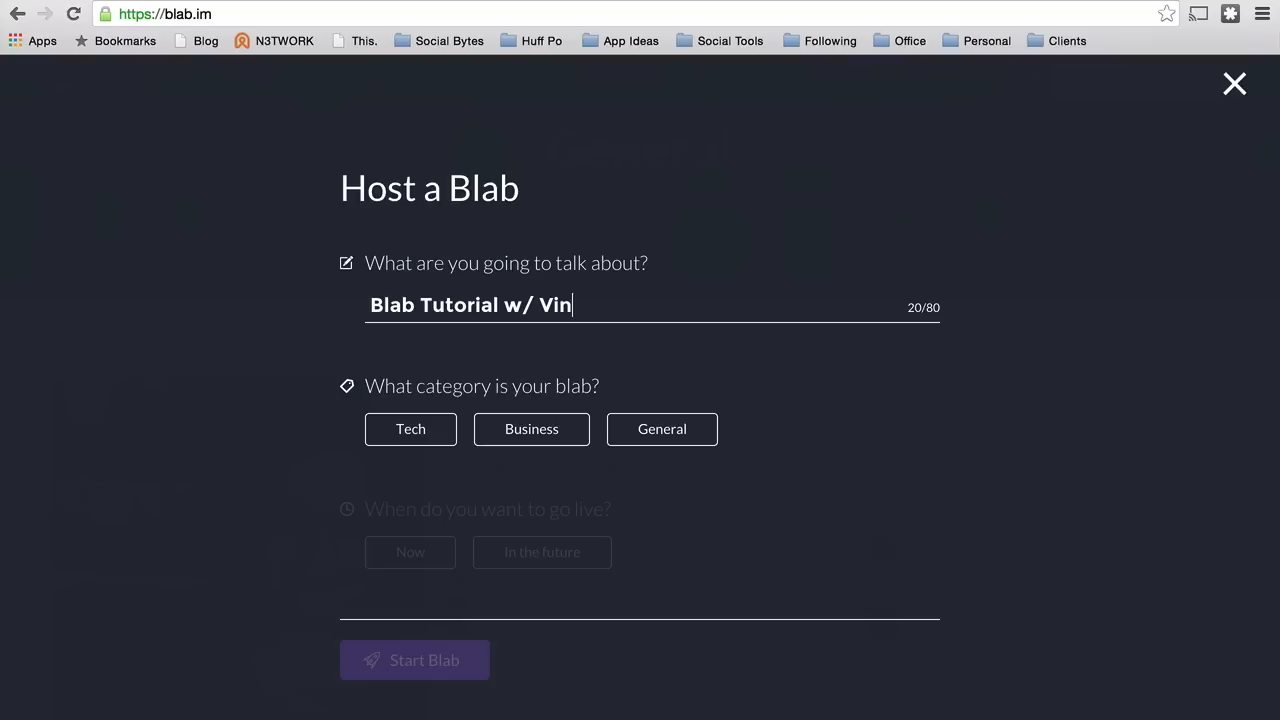 https://blab.im
Apps Bookmarks Blog N3TWORK This. Social Bytes Huff Po App Ideas Social Tools Following Office Personal Clients
Host a Blab
What are you going to talk about?
Blab Tutorial w/ Vin 20/80
What category is your blab?
Tech Business General
When do you want to go live?
Now In the future
Start Blab